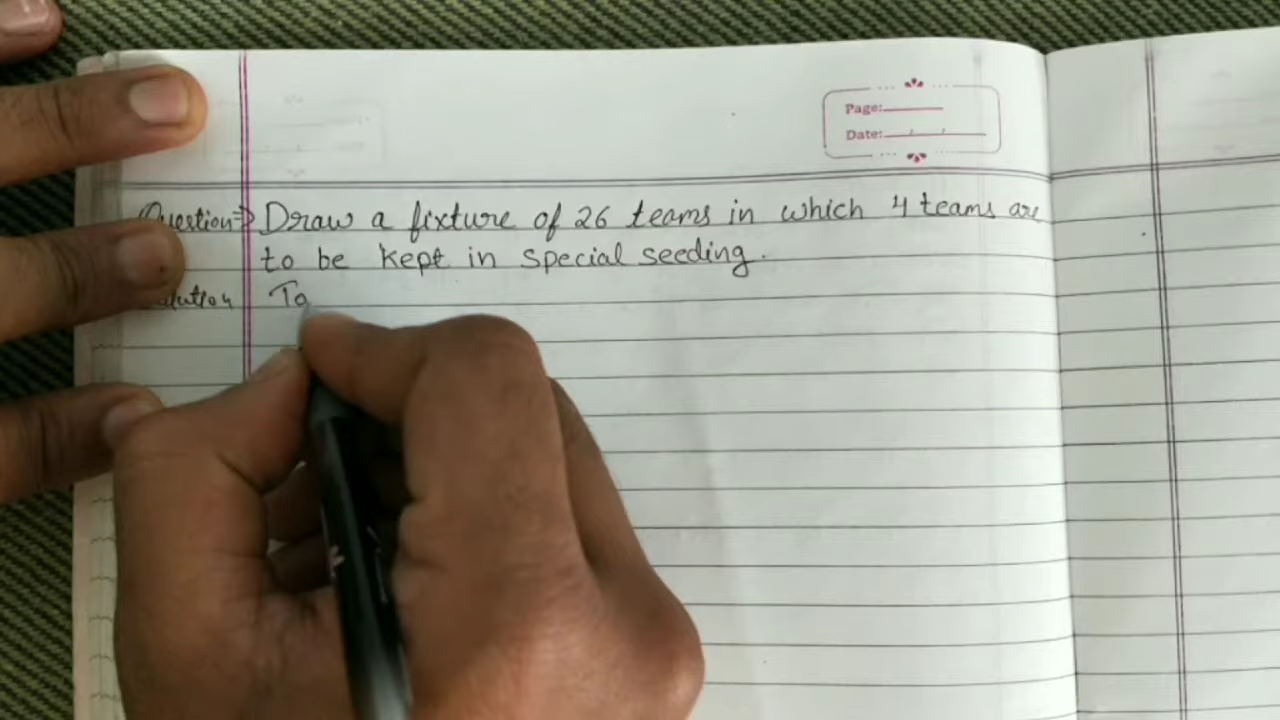 Page:
Date:
Question⇒ Draw a fixture of 26 teams in which 4 teams are
to be kept in special seeding.
Solution To